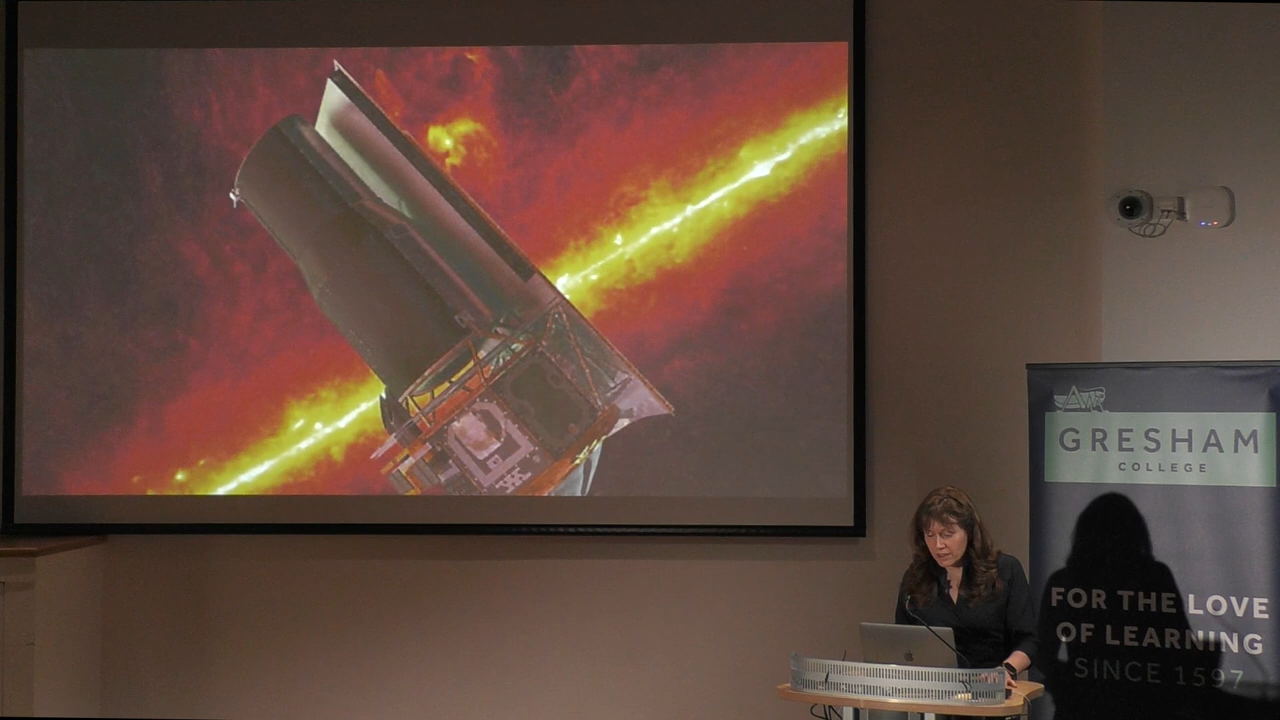 GRESHAM
COLLEGE
FOR THE LOVE
OF LEARNING
SINCE 1597